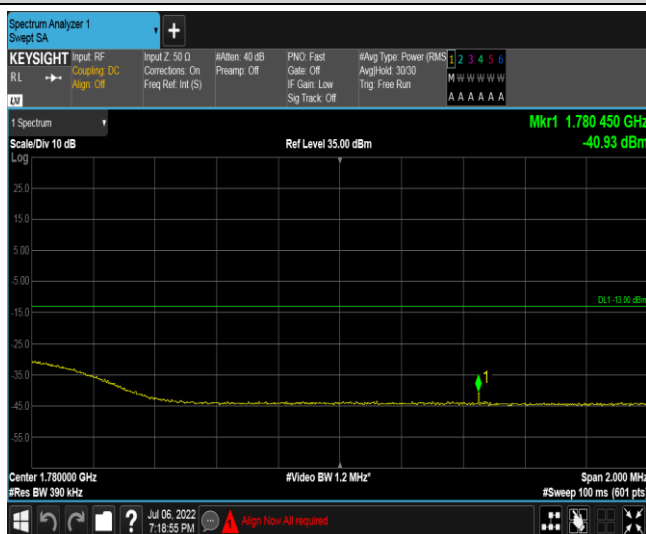 Spectrum Analyzer 1
Swept SA
+
KEYSIGHT Input: RF
RL
Coupling: DC
Align: Off
LXI
Input Z: 50 Ω
Corrections: On
Freq Ref: Int (S)
#Atten: 40 dB
Preamp: Off
PNO: Fast
Gate: Off
IF Gain: Low
Sig Track: Off
#Avg Type: Power (RMS
Avg|Hold: 30/30
Trig: Free Run
1 2 3 4 5 6
M W W W W W
A A A A A A
1 Spectrum
Mkr1 1.780 450 GHz
Scale/Div 10 dB
Ref Level 35.00 dBm
-40.93 dBm
Log
25.0
15.0
5.00
-5.00
DL1 -13.00 dBm
-15.0
-25.0
-35.0
1
-45.0
-55.0
Center 1.780000 GHz
#Video BW 1.2 MHz*
Span 2.000 MHz
#Res BW 390 kHz
#Sweep 100 ms (601 pts)
?
Jul 06, 2022
7:18:55 PM
Align Now All required